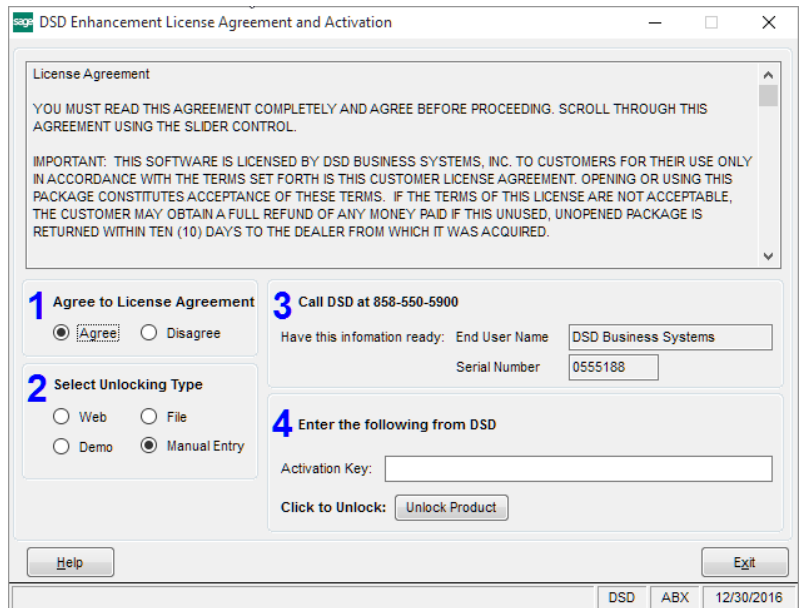 sage DSD Enhancement License Agreement and Activation
License Agreement
YOU MUST READ THIS AGREEMENT COMPLETELY AND AGREE BEFORE PROCEEDING. SCROLL THROUGH THIS
AGREEMENT USING THE SLIDER CONTROL.
IMPORTANT: THIS SOFTWARE IS LICENSED BY DSD BUSINESS SYSTEMS, INC. TO CUSTOMERS FOR THEIR USE ONLY
IN ACCORDANCE WITH THE TERMS SET FORTH IS THIS CUSTOMER LICENSE AGREEMENT. OPENING OR USING THIS
PACKAGE CONSTITUTES ACCEPTANCE OF THESE TERMS. IF THE TERMS OF THIS LICENSE ARE NOT ACCEPTABLE,
THE CUSTOMER MAY OBTAIN A FULL REFUND OF ANY MONEY PAID IF THIS UNUSED, UNOPENED PACKAGE IS
RETURNED WITHIN TEN (10) DAYS TO THE DEALER FROM WHICH IT WAS ACQUIRED.
1 Agree to License Agreement
Agree Disagree
2 Select Unlocking Type
Web File
Demo Manual Entry
3 Call DSD at 858-550-5900
Have this infomation ready: End User Name DSD Business Systems
Serial Number 0555188
4 Enter the following from DSD
Activation Key:
Click to Unlock: Unlock Product
Help Exit
DSD ABX 12/30/2016